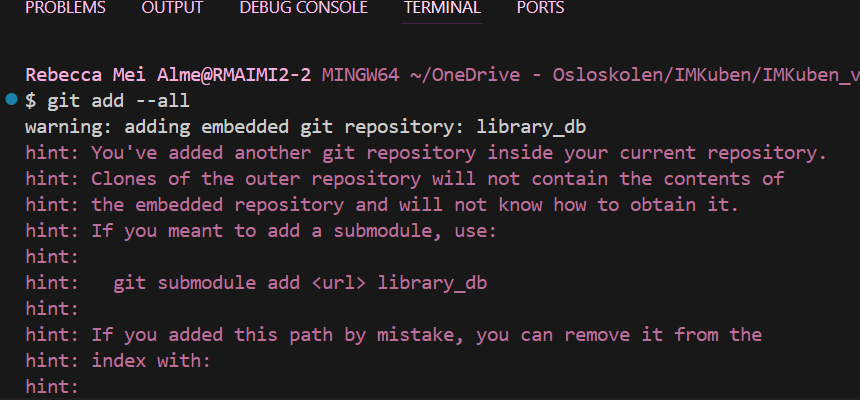 PROBLEMS OUTPUT DEBUG CONSOLE TERMINAL PORTS
Rebecca Mei Alme@RMAIMI2-2 MINGW64 ~/OneDrive - Osloskolen/IMKuben/IMKuben_v
$ git add --all
warning: adding embedded git repository: library_db
hint: You've added another git repository inside your current repository.
hint: Clones of the outer repository will not contain the contents of
hint: the embedded repository and will not know how to obtain it.
hint: If you meant to add a submodule, use:
hint:
hint:   git submodule add <url> library_db
hint:
hint: If you added this path by mistake, you can remove it from the
hint: index with:
hint: